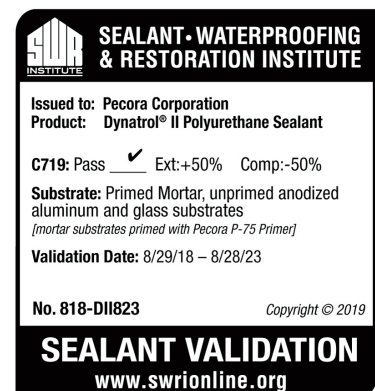 SWR
INSTITUTE
SEALANT • WATERPROOFING
& RESTORATION INSTITUTE
Issued to: Pecora Corporation
Product: Dynatrol® II Polyurethane Sealant
C719: Pass ✔ Ext:+50% Comp:-50%
Substrate: Primed Mortar, unprimed anodized
aluminum and glass substrates
[mortar substrates primed with Pecora P-75 Primer]
Validation Date: 8/29/18 – 8/28/23
No. 818-DII823 Copyright © 2019
SEALANT VALIDATION
www.swrionline.org